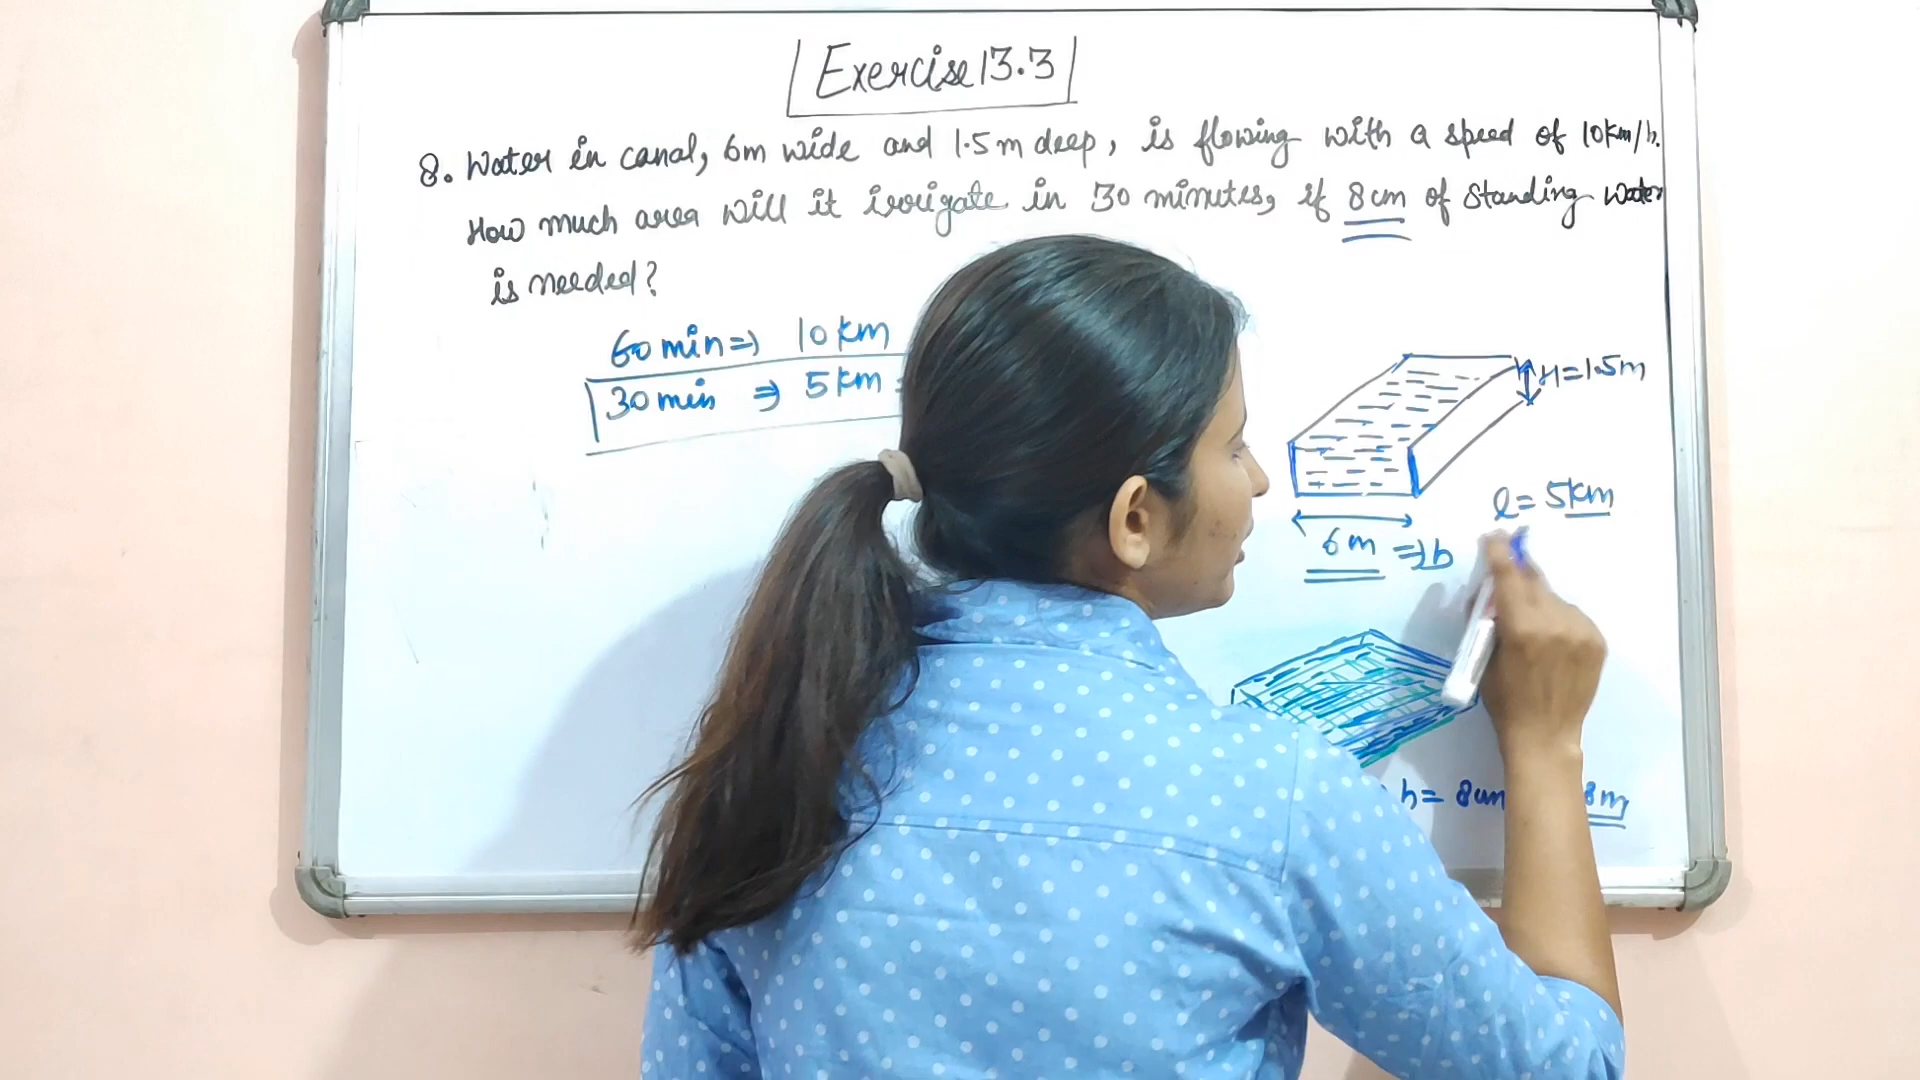 Exercise 13.3
8. Water in canal, 6m wide and 1.5m deep, is flowing with a speed of 10km/h.
How much area will it irrigate in 30 minutes, if 8cm of standing water
is needed?
60 min ⇒ 10 km
30 min ⇒ 5 km =
H=1.5m
l= 5km
6m ⇒ b
h= 8cm 8m